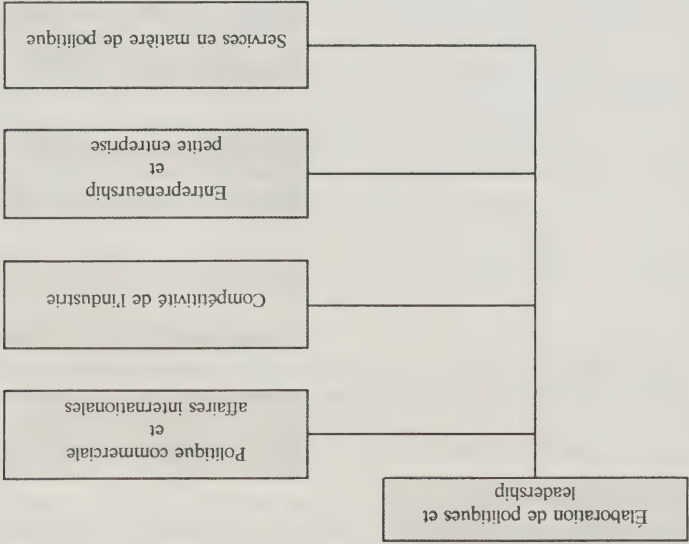 Élaboration de politiques et
leadership
Politique commerciale
et
affaires internationales
Compétitivité de l'industrie
Entrepreneurship
et
petite entreprise
Services en matière de politique